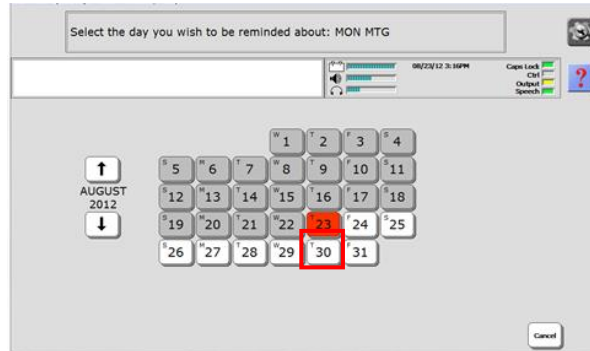 Select the day you wish to be reminded about: MON MTG
08/23/12 3:16PM
Caps Lock
Ctrl
Output
Speech
?
W 1 T 2 F 3 S 4
S 5 M 6 T 7 W 8 T 9 F 10 S 11
AUGUST
2012
S 12 M 13 T 14 W 15 T 16 F 17 S 18
S 19 M 20 T 21 W 22 T 23 F 24 S 25
S 26 M 27 T 28 W 29 T 30 F 31
Cancel